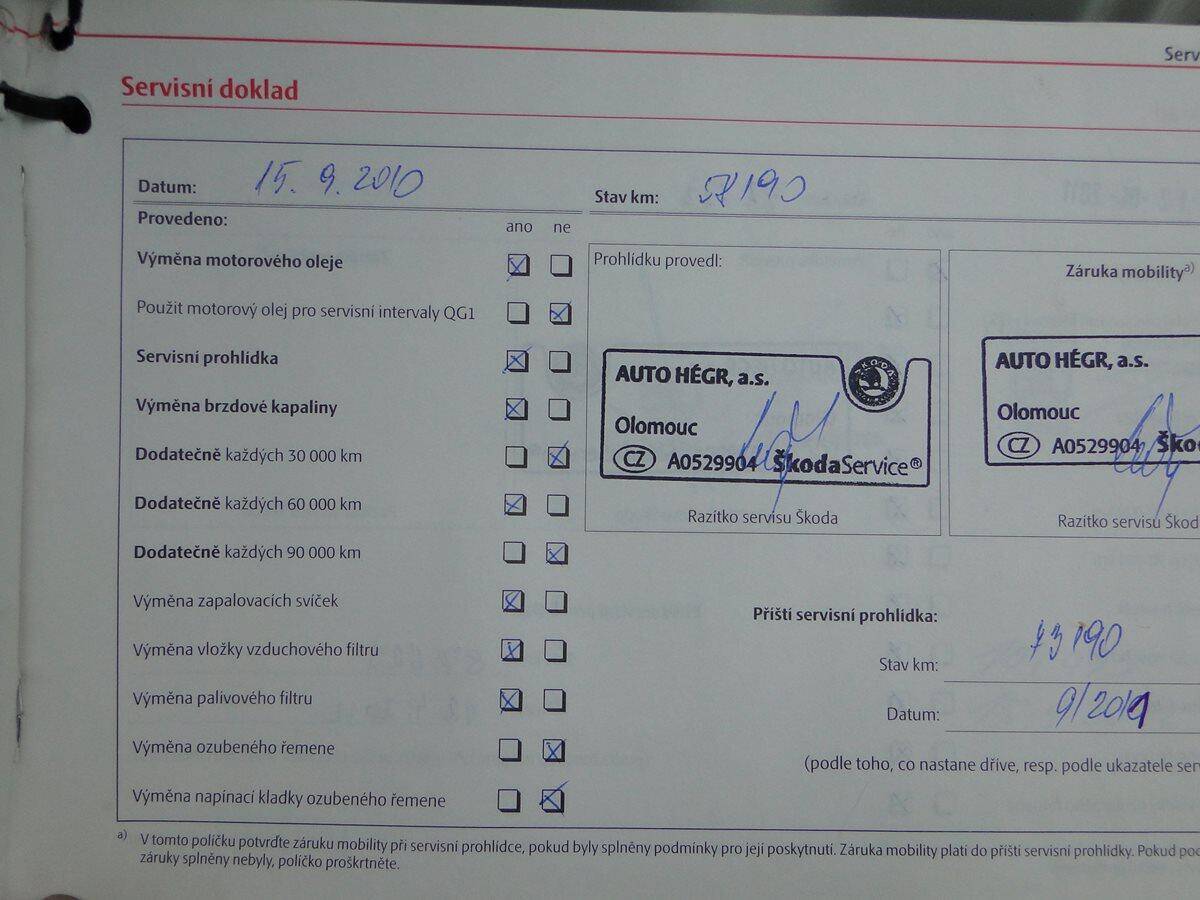 Serv
Servisní doklad
Datum: 15. 9. 2010
Stav km: 58190
Provedeno: ano ne
Výměna motorového oleje
Použit motorový olej pro servisní intervaly QG1
Servisní prohlídka
Výměna brzdové kapaliny
Dodatečně každých 30 000 km
Dodatečně každých 60 000 km
Dodatečně každých 90 000 km
Výměna zapalovacích svíček
Výměna vložky vzduchového filtru
Výměna palivového filtru
Výměna ozubeného řemene
Výměna napínací kladky ozubeného řemene
Prohlídku provedl:
AUTO HÉGR, a.s.
ŠKODA
Olomouc
CZ A0529904 ŠkodaService®
Razítko servisu Škoda
Záruka mobility a)
AUTO HÉGR, a.s.
Olomouc
CZ A0529904 Ško
Razítko servisu Škod
Příští servisní prohlídka:
Stav km: 73190
Datum: 9/2011
(podle toho, co nastane dříve, resp. podle ukazatele ser
a) V tomto políčku potvrďte záruku mobility při servisní prohlídce, pokud byly splněny podmínky pro její poskytnutí. Záruka mobility platí do příští servisní prohlídky. Pokud poc
záruky splněny nebyly, políčko proškrtněte.